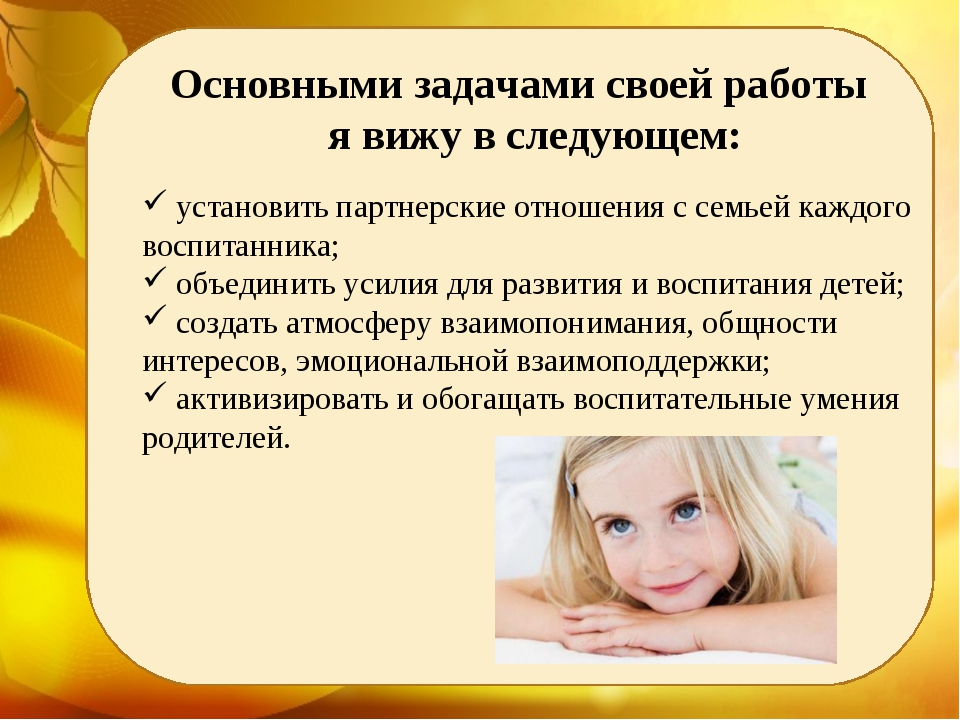 Основными задачами своей работы
я вижу в следующем:
✓ установить партнерские отношения с семьей каждого
воспитанника;
✓ объединить усилия для развития и воспитания детей;
✓ создать атмосферу взаимопонимания, общности
интересов, эмоциональной взаимоподдержки;
✓ активизировать и обогащать воспитательные умения
родителей.